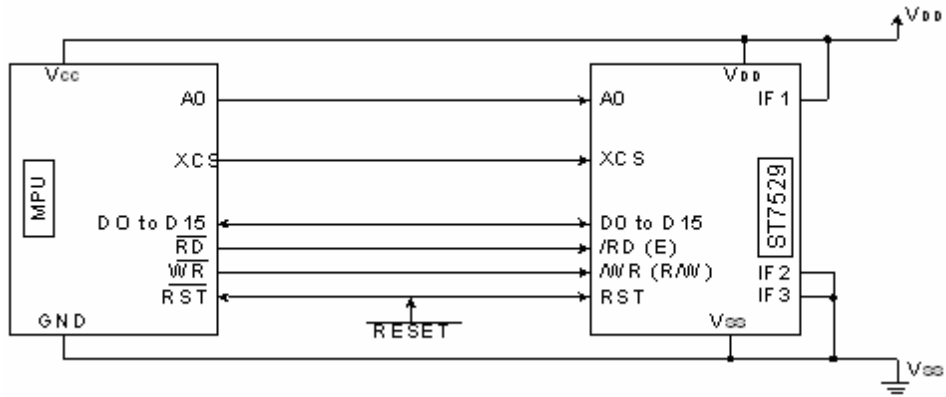 VDD
Vcc
VDD
A0
A0
IF1
XCS
XCS
MPU
ST7529
D0 to D15
D0 to D15
RD
/RD (E)
WR
/WR (R/W)
IF2
RST
RST
IF3
RESET
GND
Vss
Vss